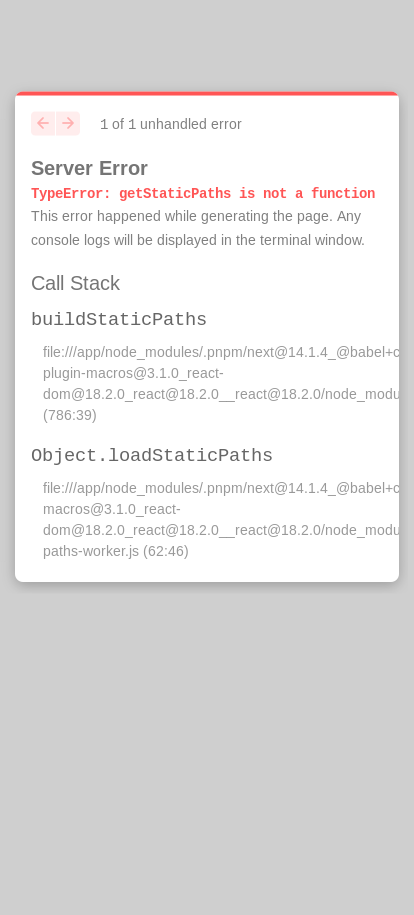 1 of 1 unhandled error
Server Error
TypeError: getStaticPaths is not a function
This error happened while generating the page. Any
console logs will be displayed in the terminal window.
Call Stack
buildStaticPaths
file:///app/node_modules/.pnpm/next@14.1.4_@babel+c
plugin-macros@3.1.0_react-
dom@18.2.0_react@18.2.0__react@18.2.0/node_modu
(786:39)
Object.loadStaticPaths
file:///app/node_modules/.pnpm/next@14.1.4_@babel+c
macros@3.1.0_react-
dom@18.2.0_react@18.2.0__react@18.2.0/node_modu
paths-worker.js (62:46)